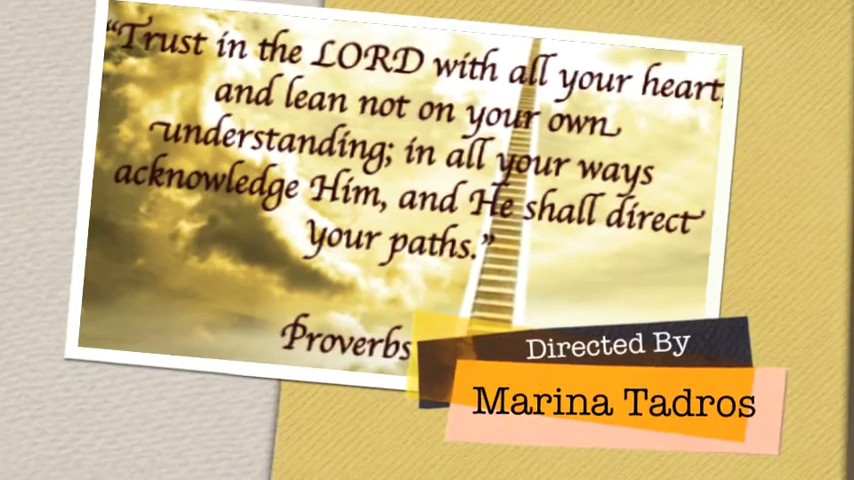 “Trust in the LORD with all your heart,
and lean not on your own
understanding; in all your ways
acknowledge Him, and He shall direct
your paths.”
Proverbs
Directed By
Marina Tadros